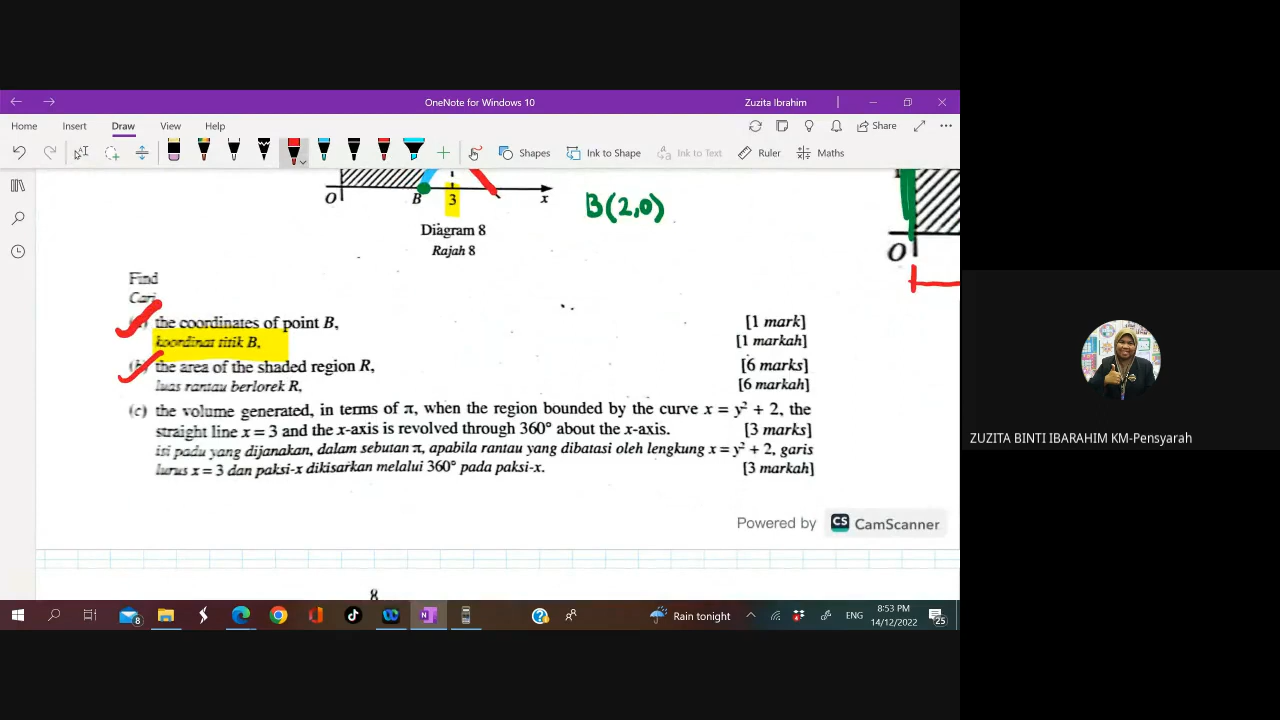 OneNote for Windows 10
Zuzita Ibrahim
Home Insert Draw View Help
Share
Shapes Ink to Shape Ink to Text Ruler Maths
O B 3 x
B(2,0)
Diagram 8
Rajah 8
O
Find
Cari
the coordinates of point B, [1 mark]
koordinat titik B, [1 markah]
(b) the area of the shaded region R, [6 marks]
luas rantau berlorek R, [6 markah]
(c) the volume generated, in terms of π, when the region bounded by the curve x = y² + 2, the
straight line x = 3 and the x-axis is revolved through 360° about the x-axis. [3 marks]
isi padu yang dijanakan, dalam sebutan π, apabila rantau yang dibatasi oleh lengkung x = y² + 2, garis
lurus x = 3 dan paksi-x dikisarkan melalui 360° pada paksi-x. [3 markah]
Powered by CS CamScanner
8
ZUZITA BINTI IBARAHIM KM-Pensyarah
8
Rain tonight
ENG
8:53 PM
14/12/2022
25